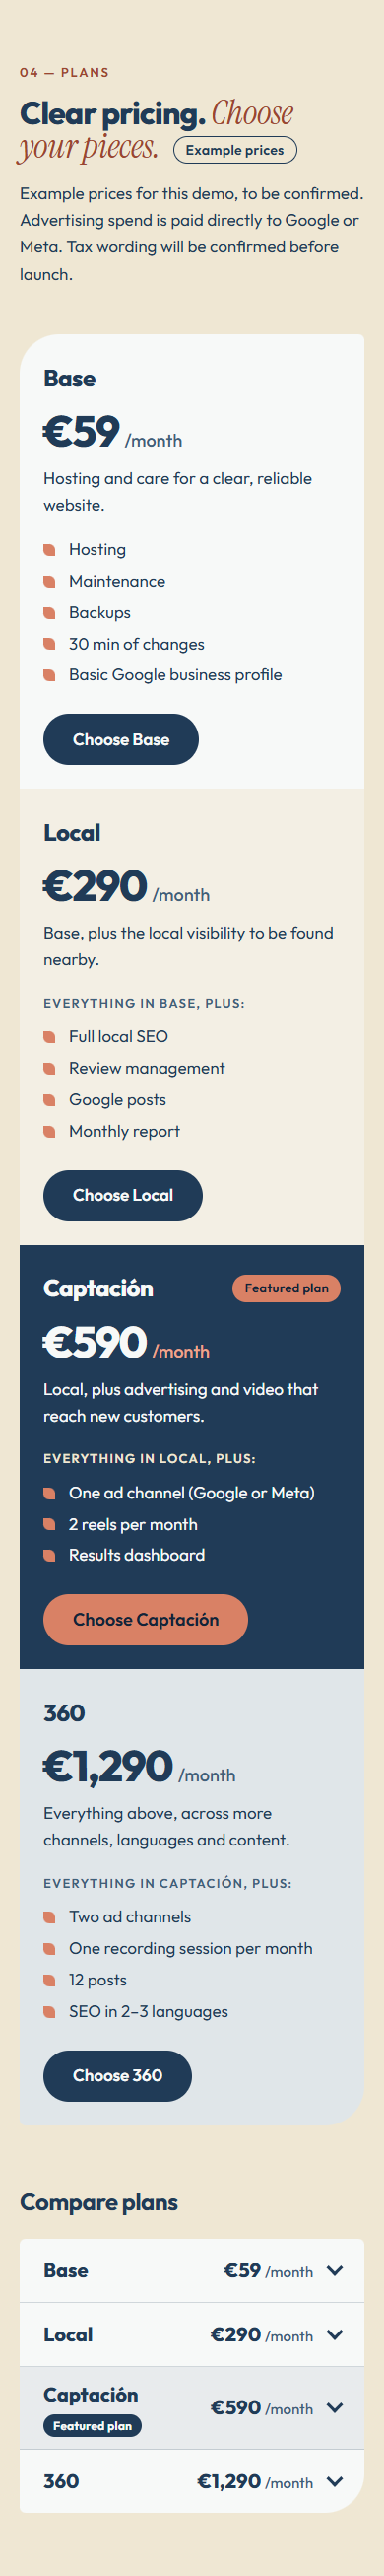 04 — PLANS
Clear pricing. Choose
your pieces. Example prices
Example prices for this demo, to be confirmed.
Advertising spend is paid directly to Google or
Meta. Tax wording will be confirmed before
launch.
Base
€59 /month
Hosting and care for a clear, reliable
website.
Hosting
Maintenance
Backups
30 min of changes
Basic Google business profile
Choose Base
Local
€290 /month
Base, plus the local visibility to be found
nearby.
EVERYTHING IN BASE, PLUS:
Full local SEO
Review management
Google posts
Monthly report
Choose Local
Captación Featured plan
€590 /month
Local, plus advertising and video that
reach new customers.
EVERYTHING IN LOCAL, PLUS:
One ad channel (Google or Meta)
2 reels per month
Results dashboard
Choose Captación
360
€1,290 /month
Everything above, across more
channels, languages and content.
EVERYTHING IN CAPTACIÓN, PLUS:
Two ad channels
One recording session per month
12 posts
SEO in 2–3 languages
Choose 360
Compare plans
Base €59 /month
Local €290 /month
Captación €590 /month
Featured plan
360 €1,290 /month